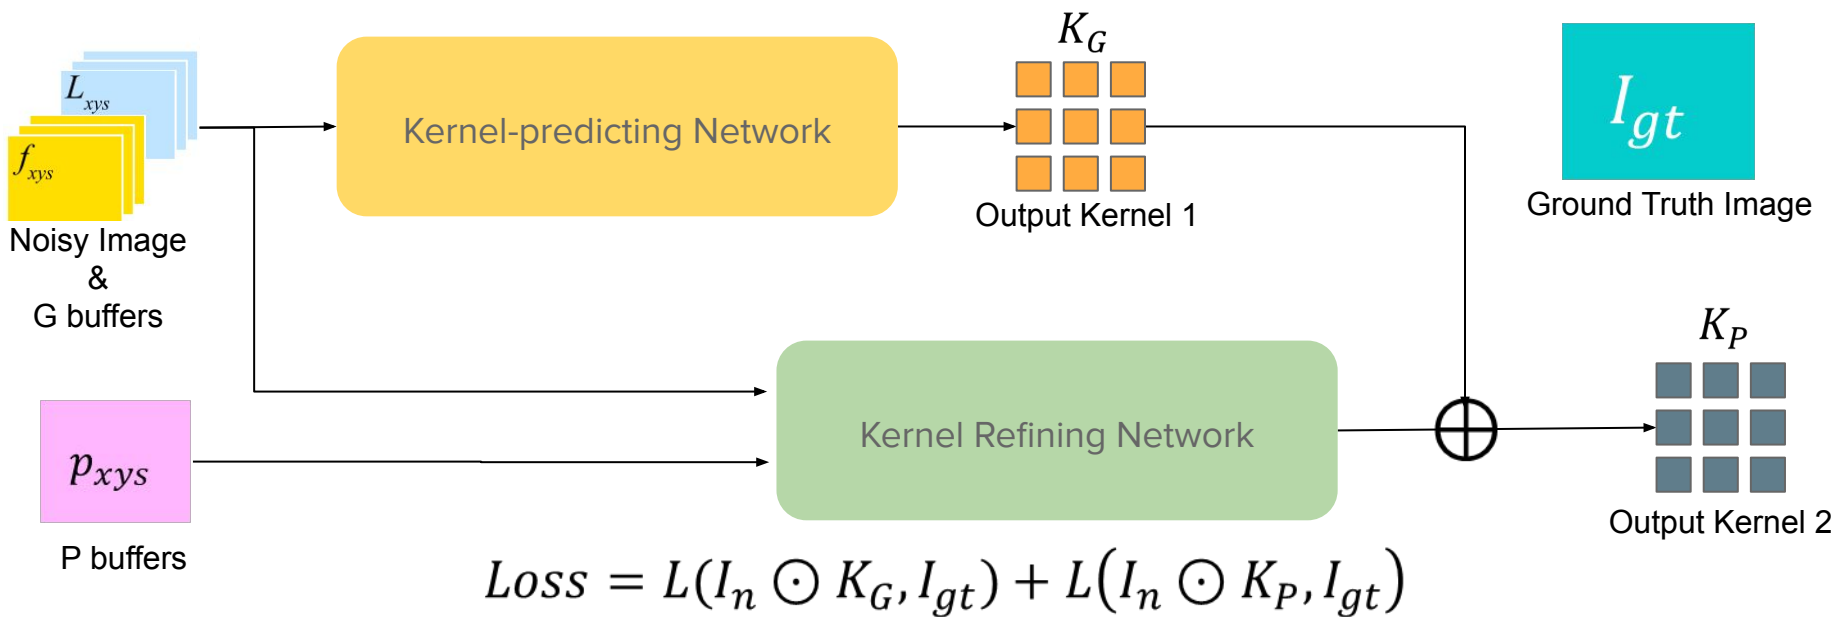 L_xys
f_xys
Noisy Image
&
G buffers
Kernel-predicting Network
K_G
Output Kernel 1
I_gt
Ground Truth Image
p_xys
P buffers
Kernel Refining Network
K_P
Output Kernel 2
Loss = L(I_n ⊙ K_G, I_gt) + L(I_n ⊙ K_P, I_gt)